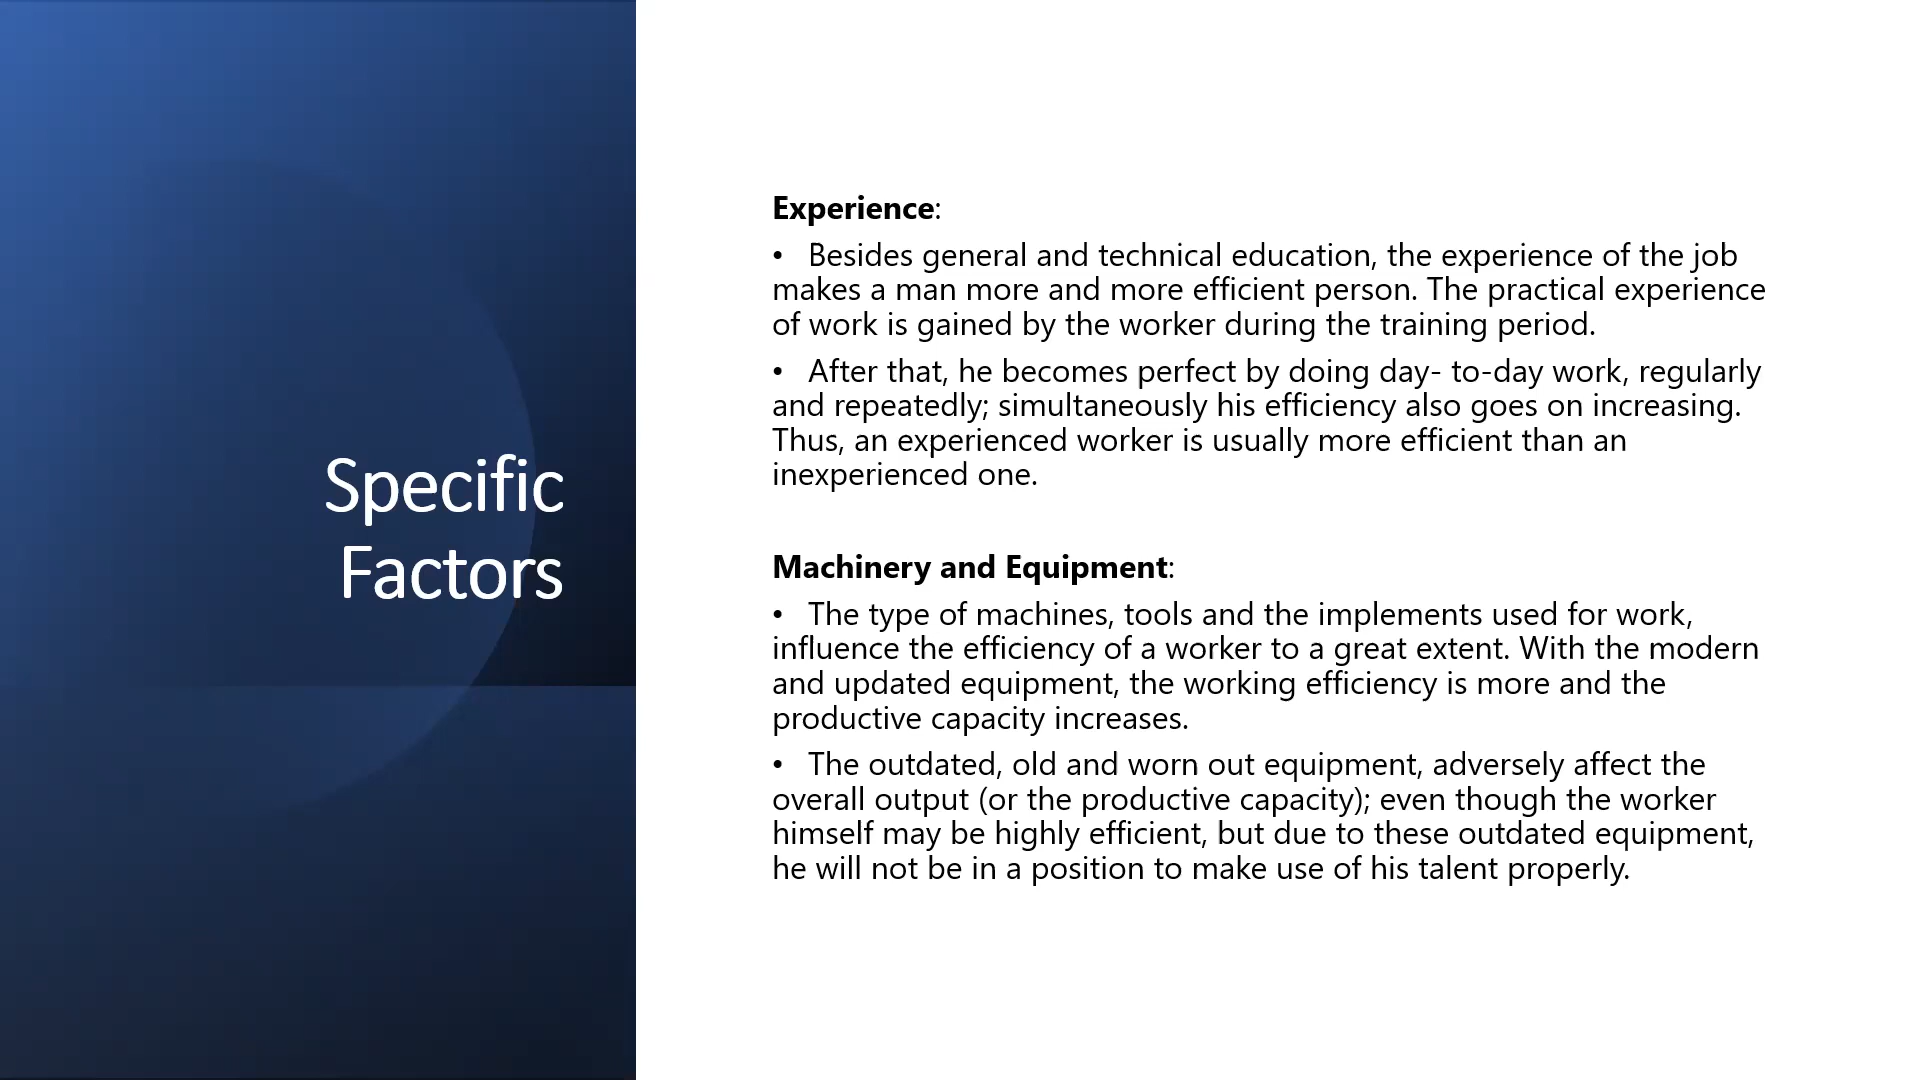 Specific
Factors
Experience:
• Besides general and technical education, the experience of the job
makes a man more and more efficient person. The practical experience
of work is gained by the worker during the training period.
• After that, he becomes perfect by doing day- to-day work, regularly
and repeatedly; simultaneously his efficiency also goes on increasing.
Thus, an experienced worker is usually more efficient than an
inexperienced one.
Machinery and Equipment:
• The type of machines, tools and the implements used for work,
influence the efficiency of a worker to a great extent. With the modern
and updated equipment, the working efficiency is more and the
productive capacity increases.
• The outdated, old and worn out equipment, adversely affect the
overall output (or the productive capacity); even though the worker
himself may be highly efficient, but due to these outdated equipment,
he will not be in a position to make use of his talent properly.